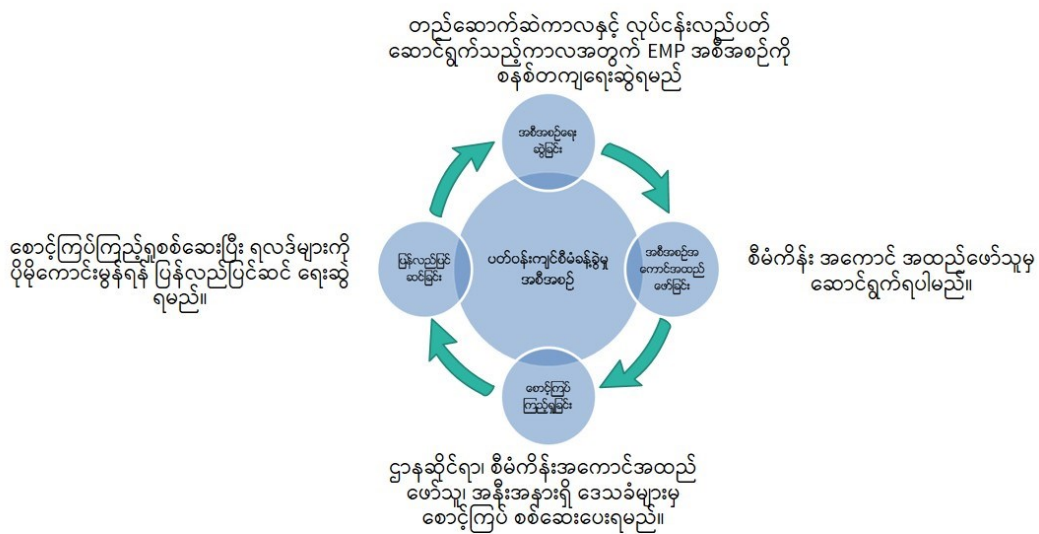 တည်ဆောက်ဆဲကာလနှင့် လုပ်ငန်းလည်ပတ်
ဆောင်ရွက်သည့်ကာလအတွက် EMP အစီအစဉ်ကို
စနစ်တကျရေးဆွဲရမည်
အစီအစဉ်ရေး
ဆွဲခြင်း
စောင့်ကြပ်ကြည့်ရှုစစ်ဆေးပြီး ရလဒ်များကို
ပိုမိုကောင်းမွန်ရန် ပြန်လည်ပြင်ဆင် ရေးဆွဲ
ရမည်။
ပြန်လည်ပြင်
ဆင်ခြင်း
ပတ်ဝန်းကျင်စီမံခန့်ခွဲမှု
အစီအစဉ်
အစီအစဉ်အ
ကောင်အထည်
ဖော်ခြင်း
စီမံကိန်း အကောင် အထည်ဖော်သူမှ
ဆောင်ရွက်ရပါမည်။
စောင့်ကြပ်
ကြည့်ရှုခြင်း
ဌာနဆိုင်ရာ၊ စီမံကိန်းအကောင်အထည်
ဖော်သူ၊ အနီးအနားရှိ ဒေသခံများမှ
စောင့်ကြပ် စစ်ဆေးပေးရမည်။